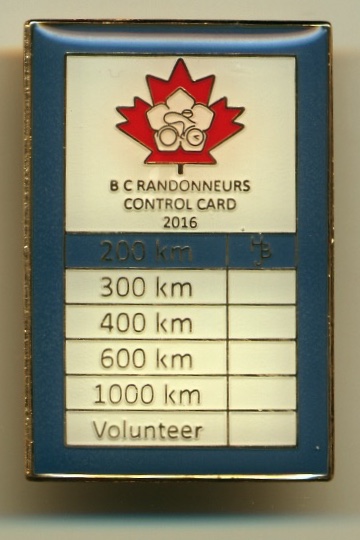 B C RANDONNEURS
CONTROL CARD
2016
200 km
300 km
400 km
600 km
1000 km
Volunteer